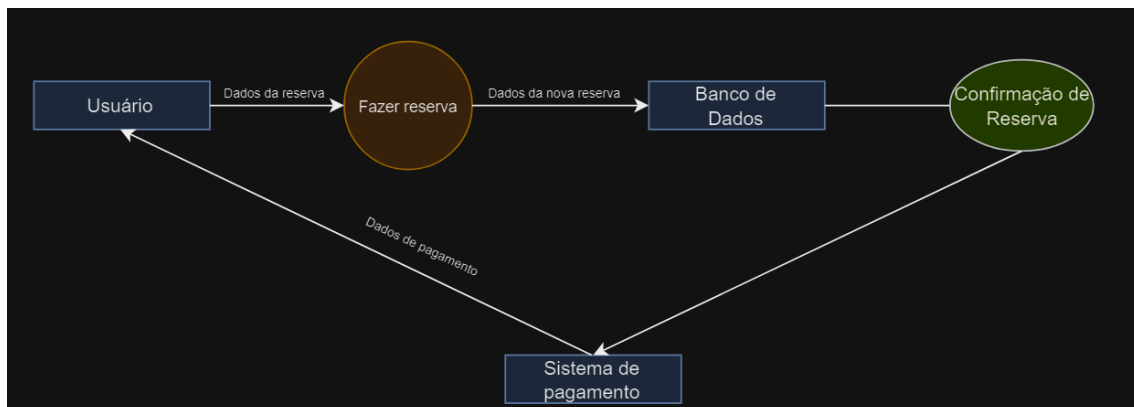 Usuário
Dados da reserva
Fazer reserva
Dados da nova reserva
Banco de
Dados
Confirmação de
Reserva
Dados de pagamento
Sistema de
pagamento